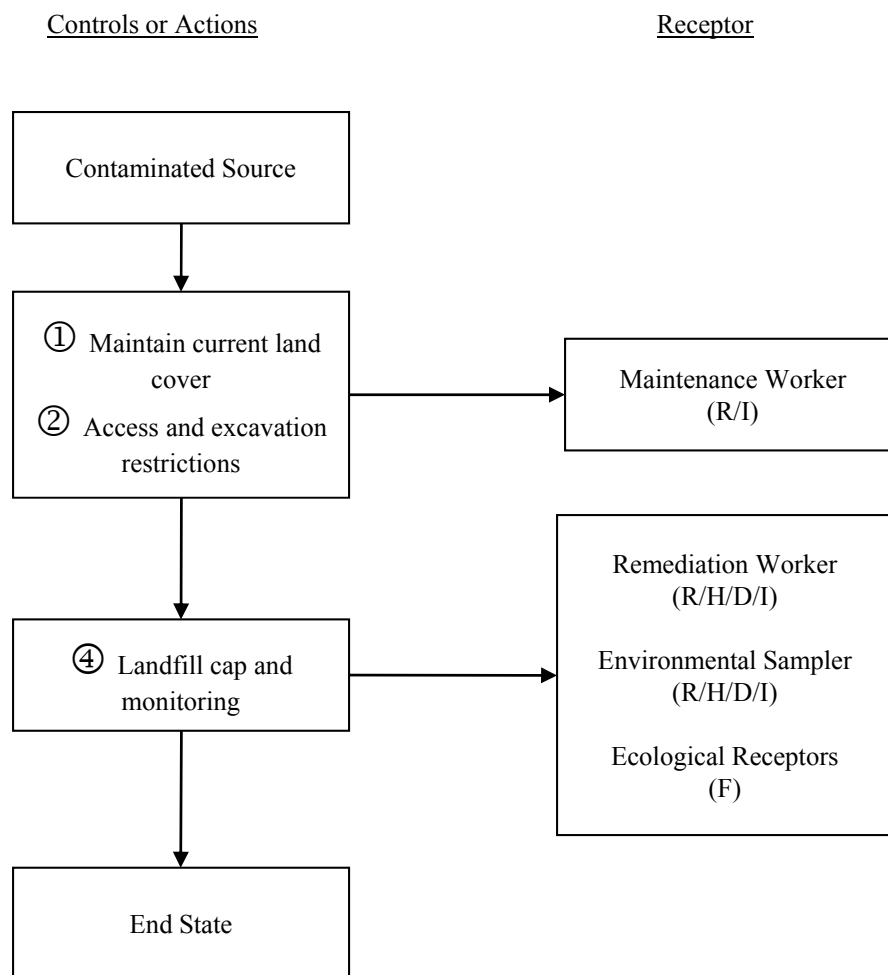 Controls or Actions
Receptor
Contaminated Source
① Maintain current land
cover
② Access and excavation
restrictions
Maintenance Worker
(R/I)
④ Landfill cap and
monitoring
Remediation Worker
(R/H/D/I)
Environmental Sampler
(R/H/D/I)
Ecological Receptors
(F)
End State